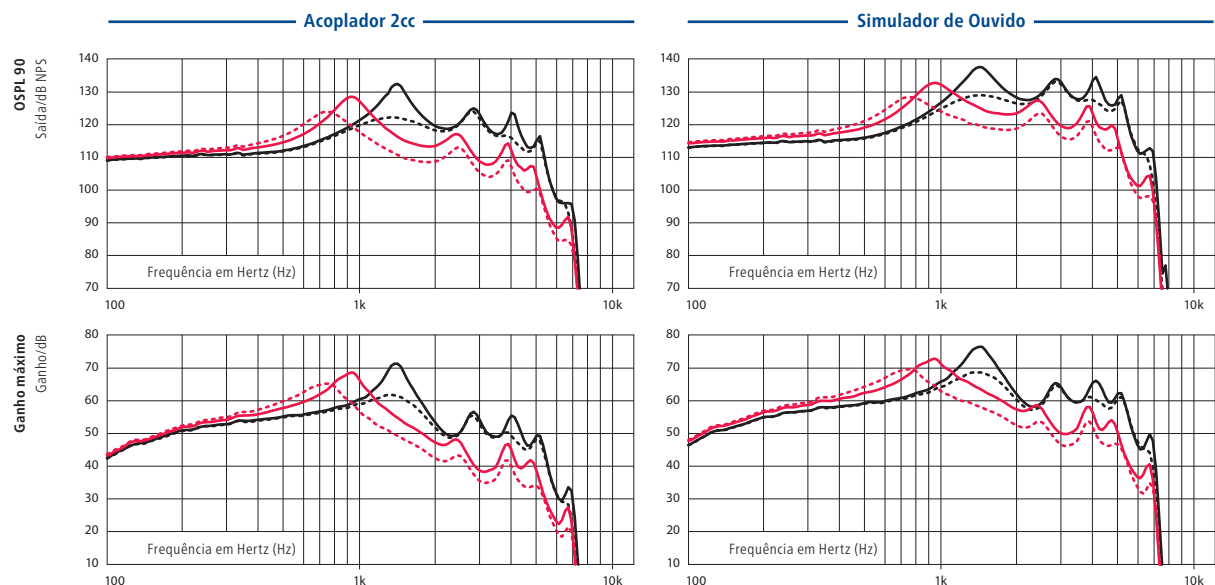 Acoplador 2cc
Simulador de Ouvido
OSPL 90
Saída/dB NPS
140
130
120
110
100
90
80
70
Frequência em Hertz (Hz)
100
1k
10k
140
130
120
110
100
90
80
70
Frequência em Hertz (Hz)
100
1k
10k
Ganho máximo
Ganho/dB
80
70
60
50
40
30
20
10
Frequência em Hertz (Hz)
100
1k
10k
80
70
60
50
40
30
20
10
Frequência em Hertz (Hz)
100
1k
10k